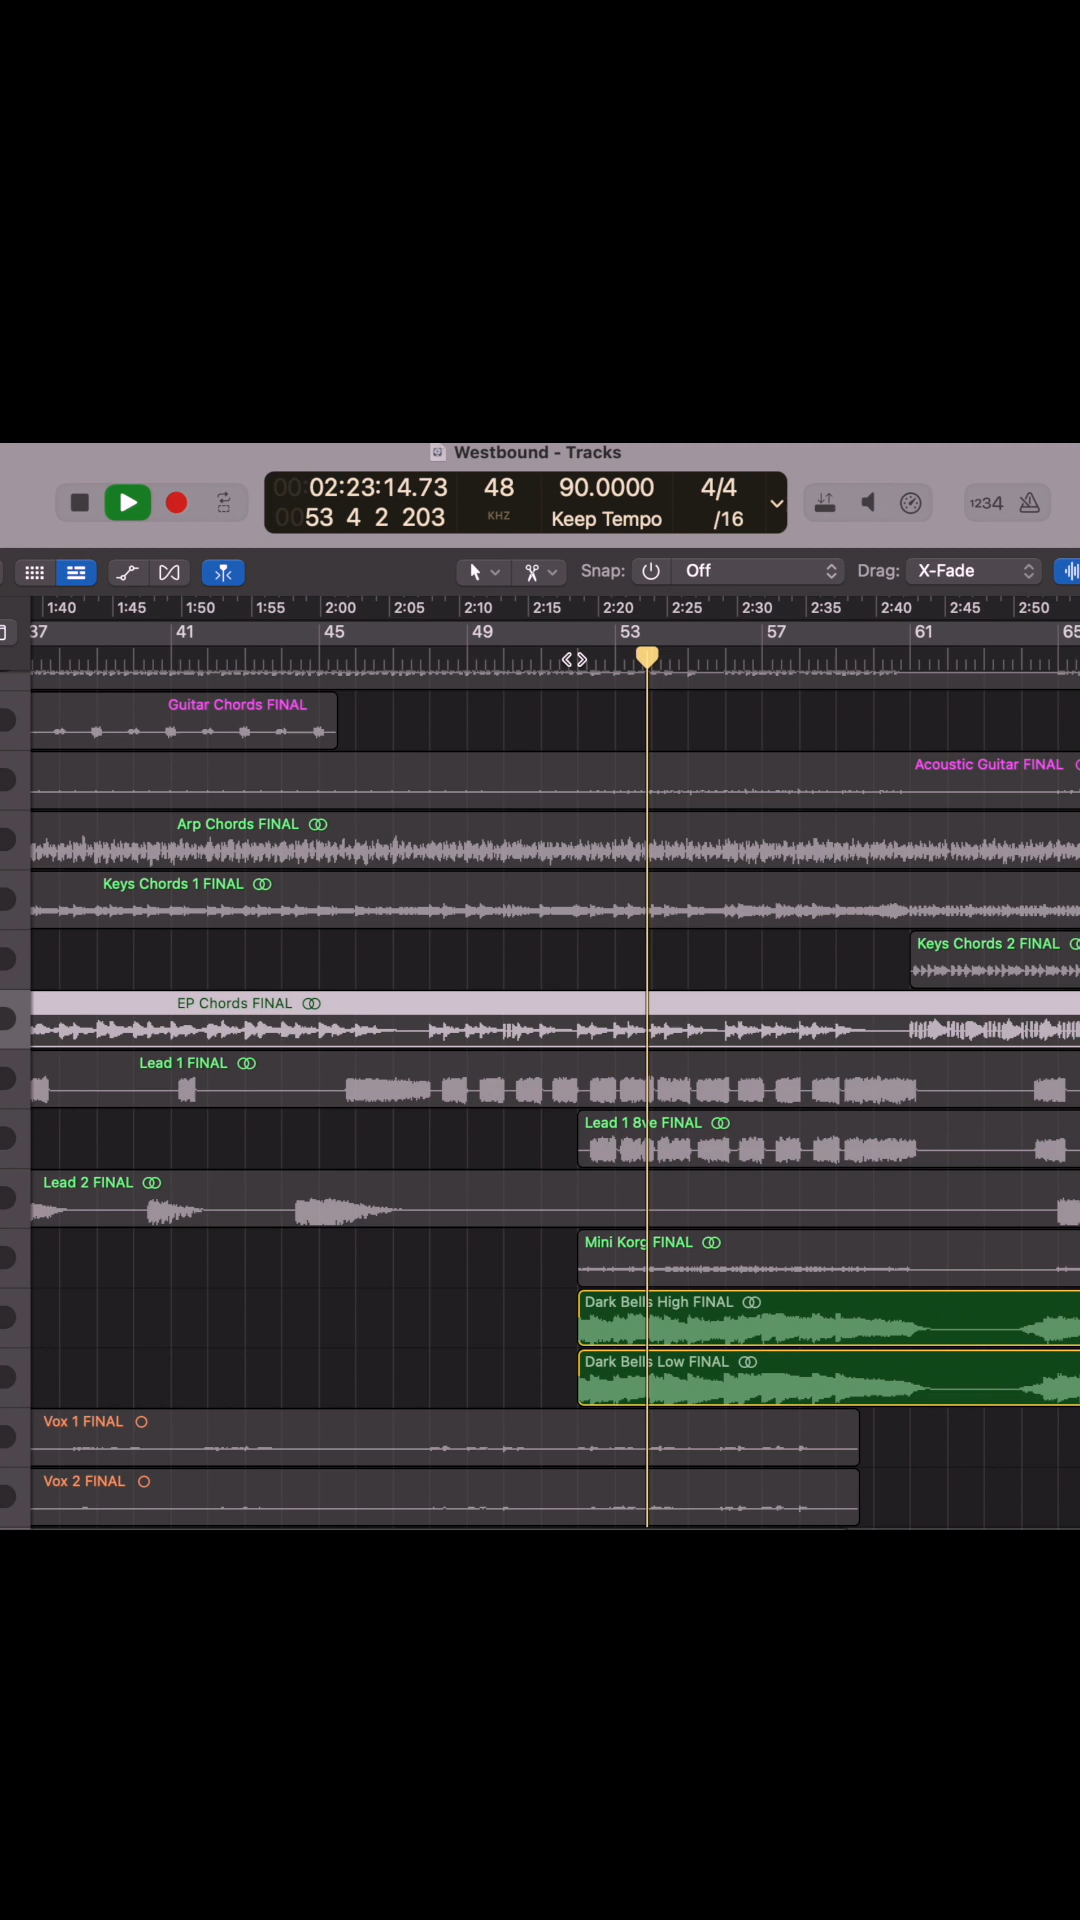 Westbound - Tracks
00:02:23:14.73 48 90.0000 4/4
0053 4 2 203 KHZ Keep Tempo /16
1234
Snap: Off Drag: X-Fade
1:40 1:45 1:50 1:55 2:00 2:05 2:10 2:15 2:20 2:25 2:30 2:35 2:40 2:45 2:50
37 41 45 49 53 57 61 65
Guitar Chords FINAL
Acoustic Guitar FINAL
Arp Chords FINAL
Keys Chords 1 FINAL
Keys Chords 2 FINAL
EP Chords FINAL
Lead 1 FINAL
Lead 1 8ve FINAL
Lead 2 FINAL
Mini Korg FINAL
Dark Bells High FINAL
Dark Bells Low FINAL
Vox 1 FINAL
Vox 2 FINAL